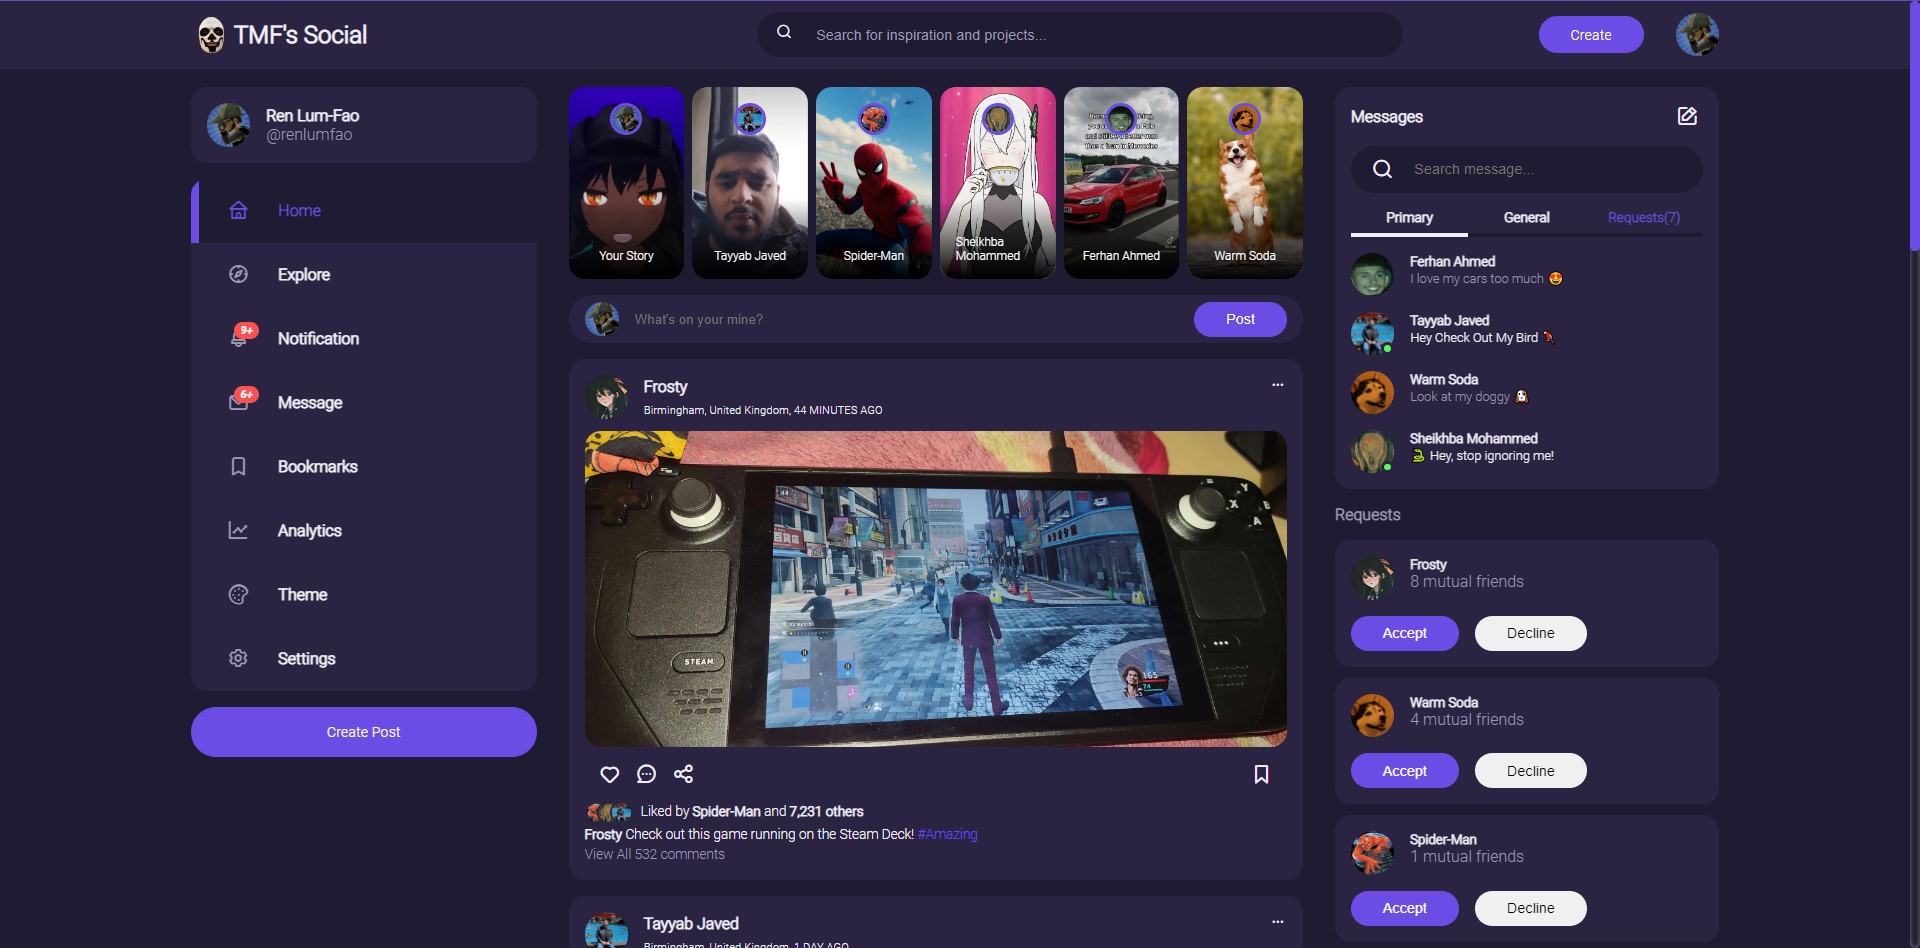 TMF's Social
Search for inspiration and projects...
Create
Ren Lum-Fao
@renlumfao
Home
Explore
9+
Notification
6+
Message
Bookmarks
Analytics
Theme
Settings
Create Post
Your Story
Tayyab Javed
Spider-Man
Sheikhba
Mohammed
Ferhan Ahmed
Warm Soda
What's on your mine?
Post
Frosty
Birmingham, United Kingdom, 44 MINUTES AGO
STEAM
Y
X
A
165
Liked by Spider-Man and 7,231 others
Frosty Check out this game running on the Steam Deck! #Amazing
View All 532 comments
Tayyab Javed
Birmingham, United Kingdom, 1 DAY AGO
Messages
Search message...
Primary General Requests(7)
Ferhan Ahmed
I love my cars too much 😍
Tayyab Javed
Hey Check Out My Bird
Warm Soda
Look at my doggy
Sheikhba Mohammed
🐍 Hey, stop ignoring me!
Requests
Frosty
8 mutual friends
Accept Decline
Warm Soda
4 mutual friends
Accept Decline
Spider-Man
1 mutual friends
Accept Decline